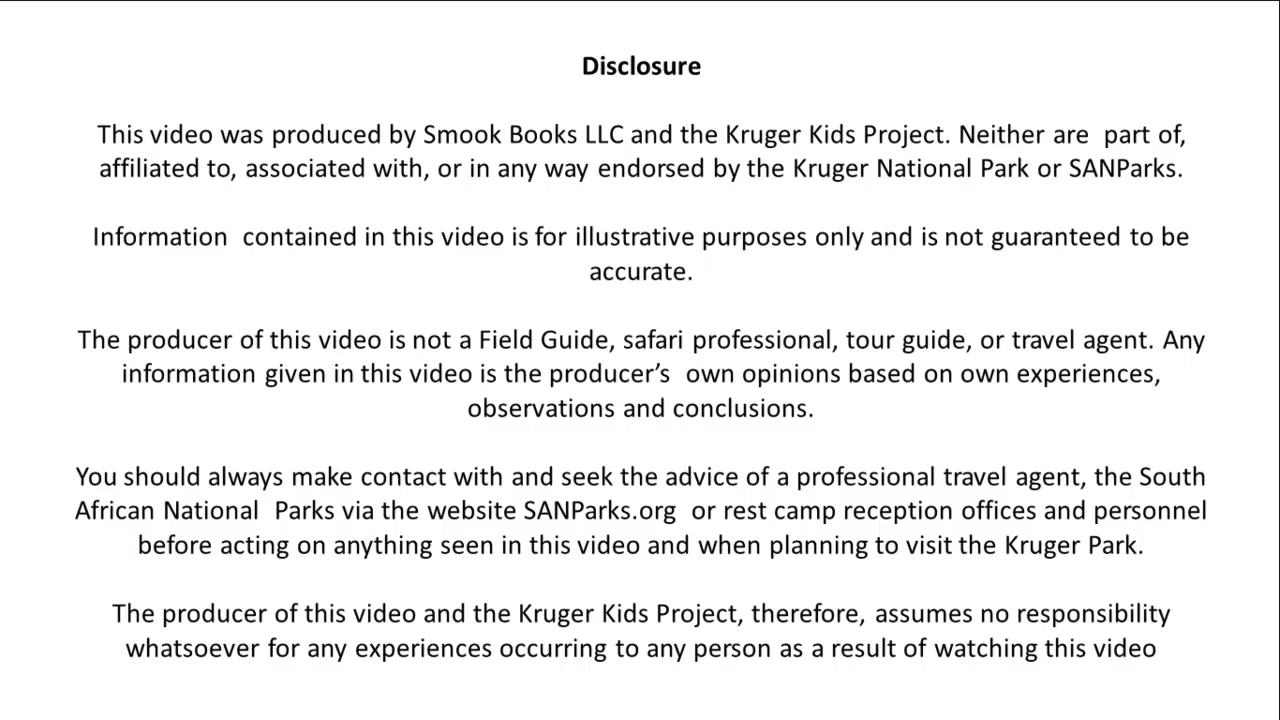 Disclosure
This video was produced by Smook Books LLC and the Kruger Kids Project. Neither are  part of,
affiliated to, associated with, or in any way endorsed by the Kruger National Park or SANParks.
Information  contained in this video is for illustrative purposes only and is not guaranteed to be
accurate.
The producer of this video is not a Field Guide, safari professional, tour guide, or travel agent. Any
information given in this video is the producer’s  own opinions based on own experiences,
observations and conclusions.
You should always make contact with and seek the advice of a professional travel agent, the South
African National  Parks via the website SANParks.org  or rest camp reception offices and personnel
before acting on anything seen in this video and when planning to visit the Kruger Park.
The producer of this video and the Kruger Kids Project, therefore, assumes no responsibility
whatsoever for any experiences occurring to any person as a result of watching this video